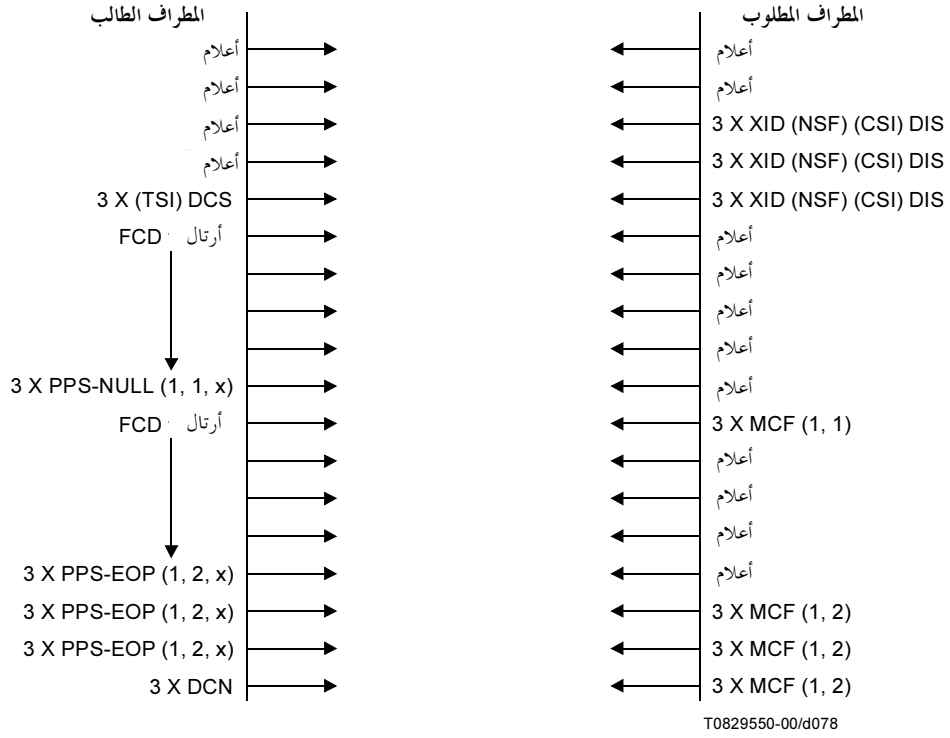 المطراف الطالب المطراف المطلوب
أعلام أعلام
أعلام أعلام
أعلام 3 X XID (NSF) (CSI) DIS
أعلام 3 X XID (NSF) (CSI) DIS
3 X (TSI) DCS 3 X XID (NSF) (CSI) DIS
أرتال FCD أعلام
أعلام
أعلام
أعلام
3 X PPS-NULL (1, 1, x) أعلام
أرتال FCD 3 X MCF (1, 1)
أعلام
أعلام
أعلام
3 X PPS-EOP (1, 2, x) أعلام
3 X PPS-EOP (1, 2, x) 3 X MCF (1, 2)
3 X PPS-EOP (1, 2, x) 3 X MCF (1, 2)
3 X DCN 3 X MCF (1, 2)
T0829550-00/d078